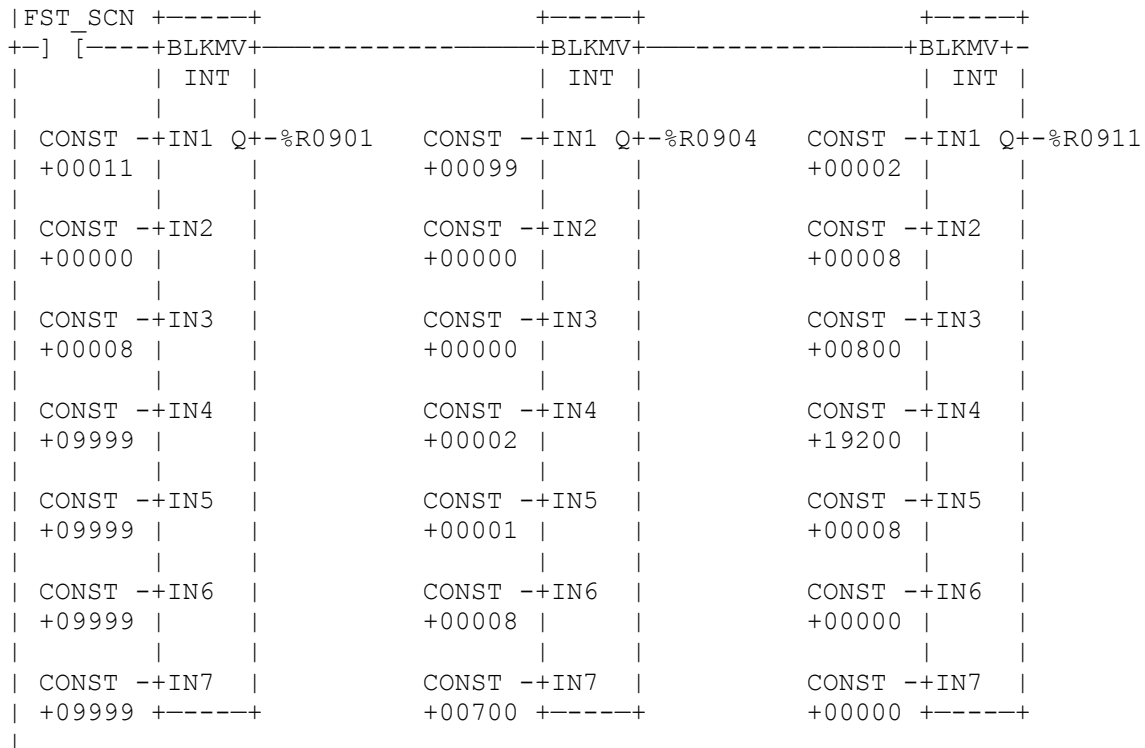 |FST_SCN +—----—+ +—---—+ +—---—+
+—] [—----+BLKMV+———-----------—————+BLKMV+———---------—————+BLKMV+-
| | INT | | INT | | INT |
| | | | | | |
| CONST -+IN1 Q+-%R0901 CONST -+IN1 Q+-%R0904 CONST -+IN1 Q+-%R0911
| +00011 | | +00099 | | +00002 | |
| | | | | | |
| CONST -+IN2 | CONST -+IN2 | CONST -+IN2 |
| +00000 | | +00000 | | +00008 | |
| | | | | | |
| CONST -+IN3 | CONST -+IN3 | CONST -+IN3 |
| +00008 | | +00000 | | +00800 | |
| | | | | | |
| CONST -+IN4 | CONST -+IN4 | CONST -+IN4 |
| +09999 | | +00002 | | +19200 | |
| | | | | | |
| CONST -+IN5 | CONST -+IN5 | CONST -+IN5 |
| +09999 | | +00001 | | +00008 | |
| | | | | | |
| CONST -+IN6 | CONST -+IN6 | CONST -+IN6 |
| +09999 | | +00008 | | +00000 | |
| | | | | | |
| CONST -+IN7 | CONST -+IN7 | CONST -+IN7 |
| +09999 +—---—+ +00700 +—---—+ +00000 +—---—+
|